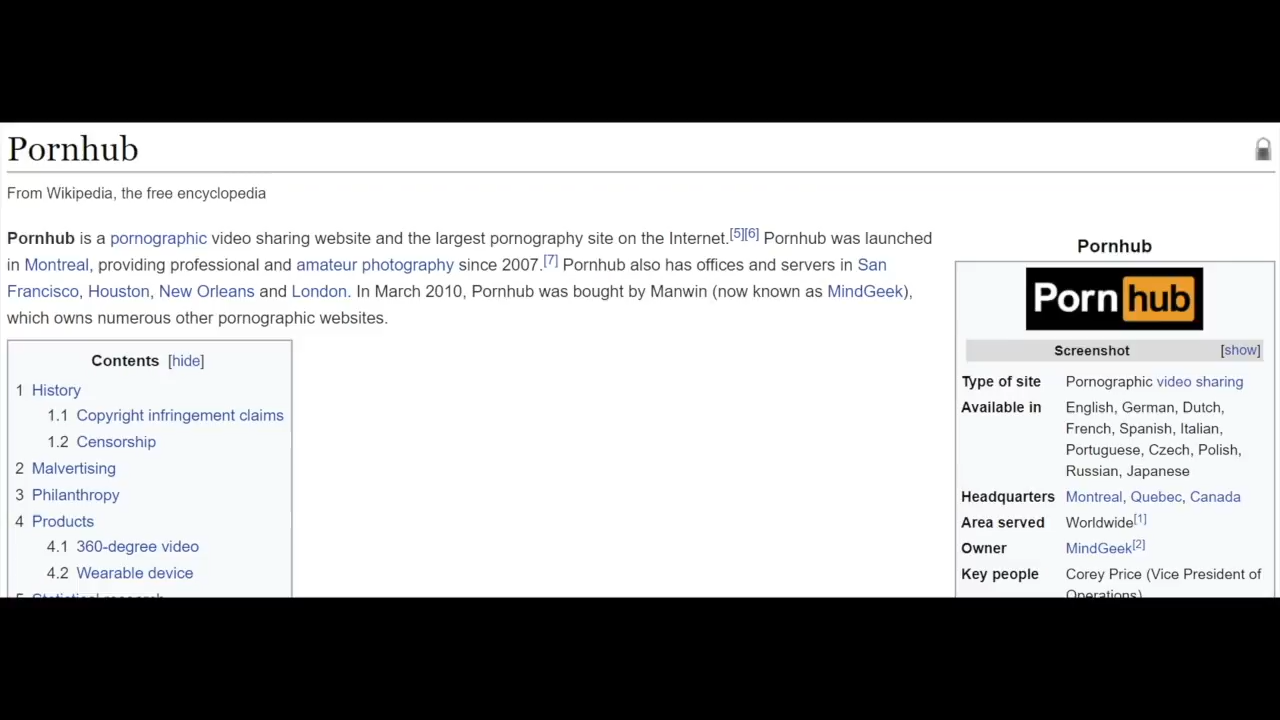 Pornhub
From Wikipedia, the free encyclopedia
Pornhub is a pornographic video sharing website and the largest pornography site on the Internet.[5][6] Pornhub was launched
in Montreal, providing professional and amateur photography since 2007.[7] Pornhub also has offices and servers in San
Francisco, Houston, New Orleans and London. In March 2010, Pornhub was bought by Manwin (now known as MindGeek),
which owns numerous other pornographic websites.
Contents [hide]
1 History
1.1 Copyright infringement claims
1.2 Censorship
2 Malvertising
3 Philanthropy
4 Products
4.1 360-degree video
4.2 Wearable device
5 Statistical research
Pornhub
Porn hub
Screenshot [show]
Type of site Pornographic video sharing
Available in English, German, Dutch,
French, Spanish, Italian,
Portuguese, Czech, Polish,
Russian, Japanese
Headquarters Montreal, Quebec, Canada
Area served Worldwide[1]
Owner MindGeek[2]
Key people Corey Price (Vice President of
Operations)